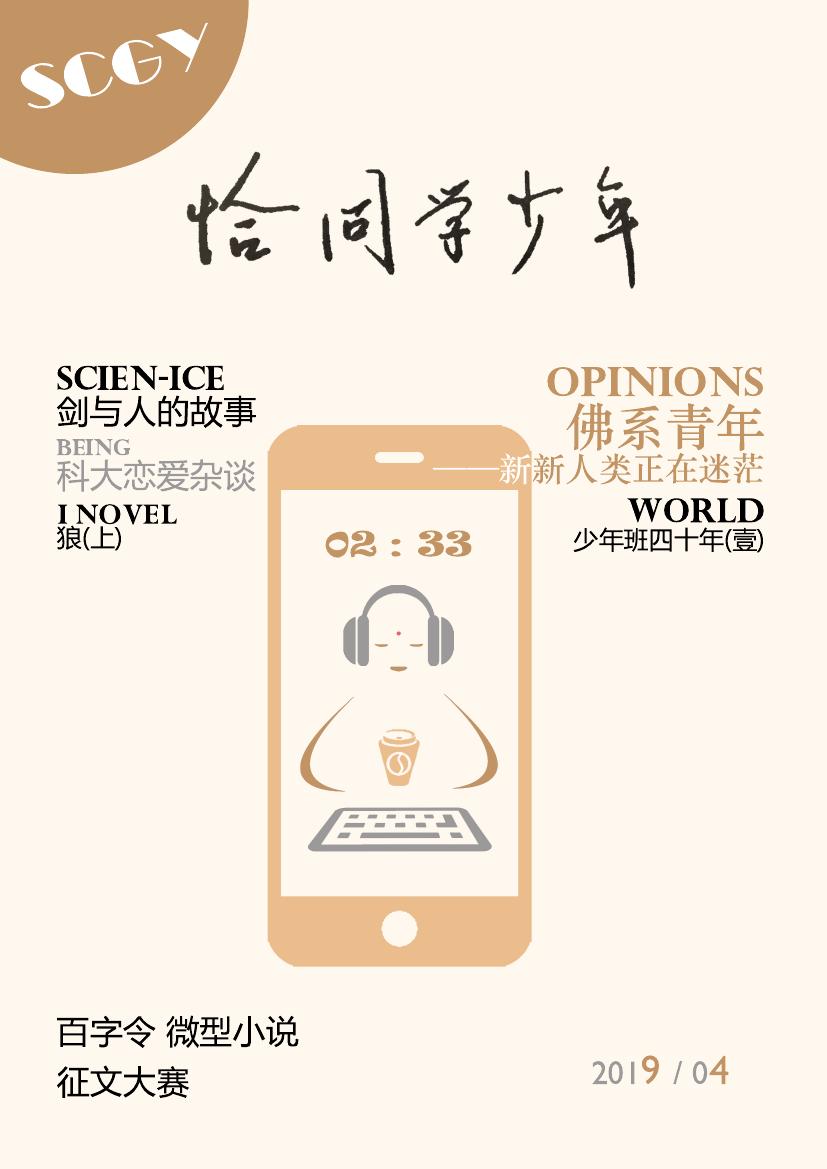 SCGY
恰同学少年
SCIEN-ICE
剑与人的故事
BEING
科大恋爱杂谈
I NOVEL
狼(上)
OPINIONS
佛系青年
——新新人类正在迷茫
WORLD
少年班四十年(壹)
02 : 33
百字令 微型小说
征文大赛
2019 / 04